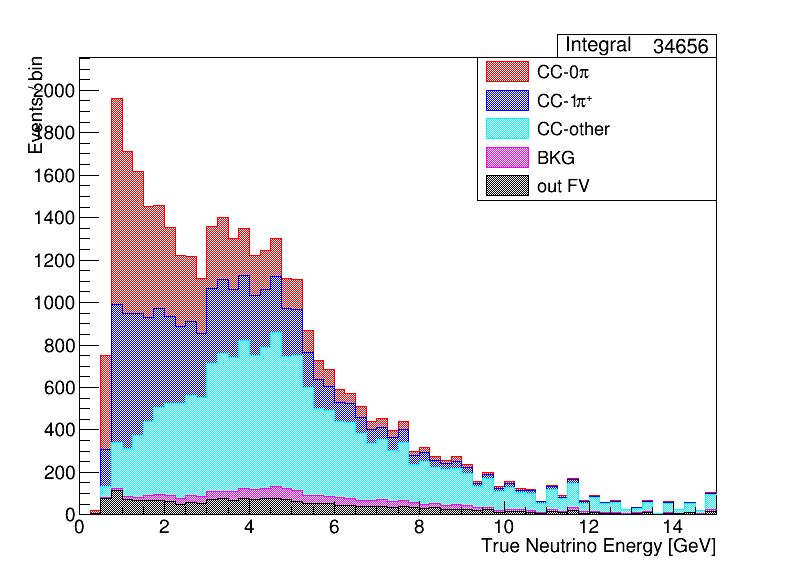 Integral 34656
Events / bin
CC-0π
CC-1π⁺
CC-other
BKG
out FV
2000
1800
1600
1400
1200
1000
800
600
400
200
0
0 2 4 6 8 10 12 14
True Neutrino Energy [GeV]